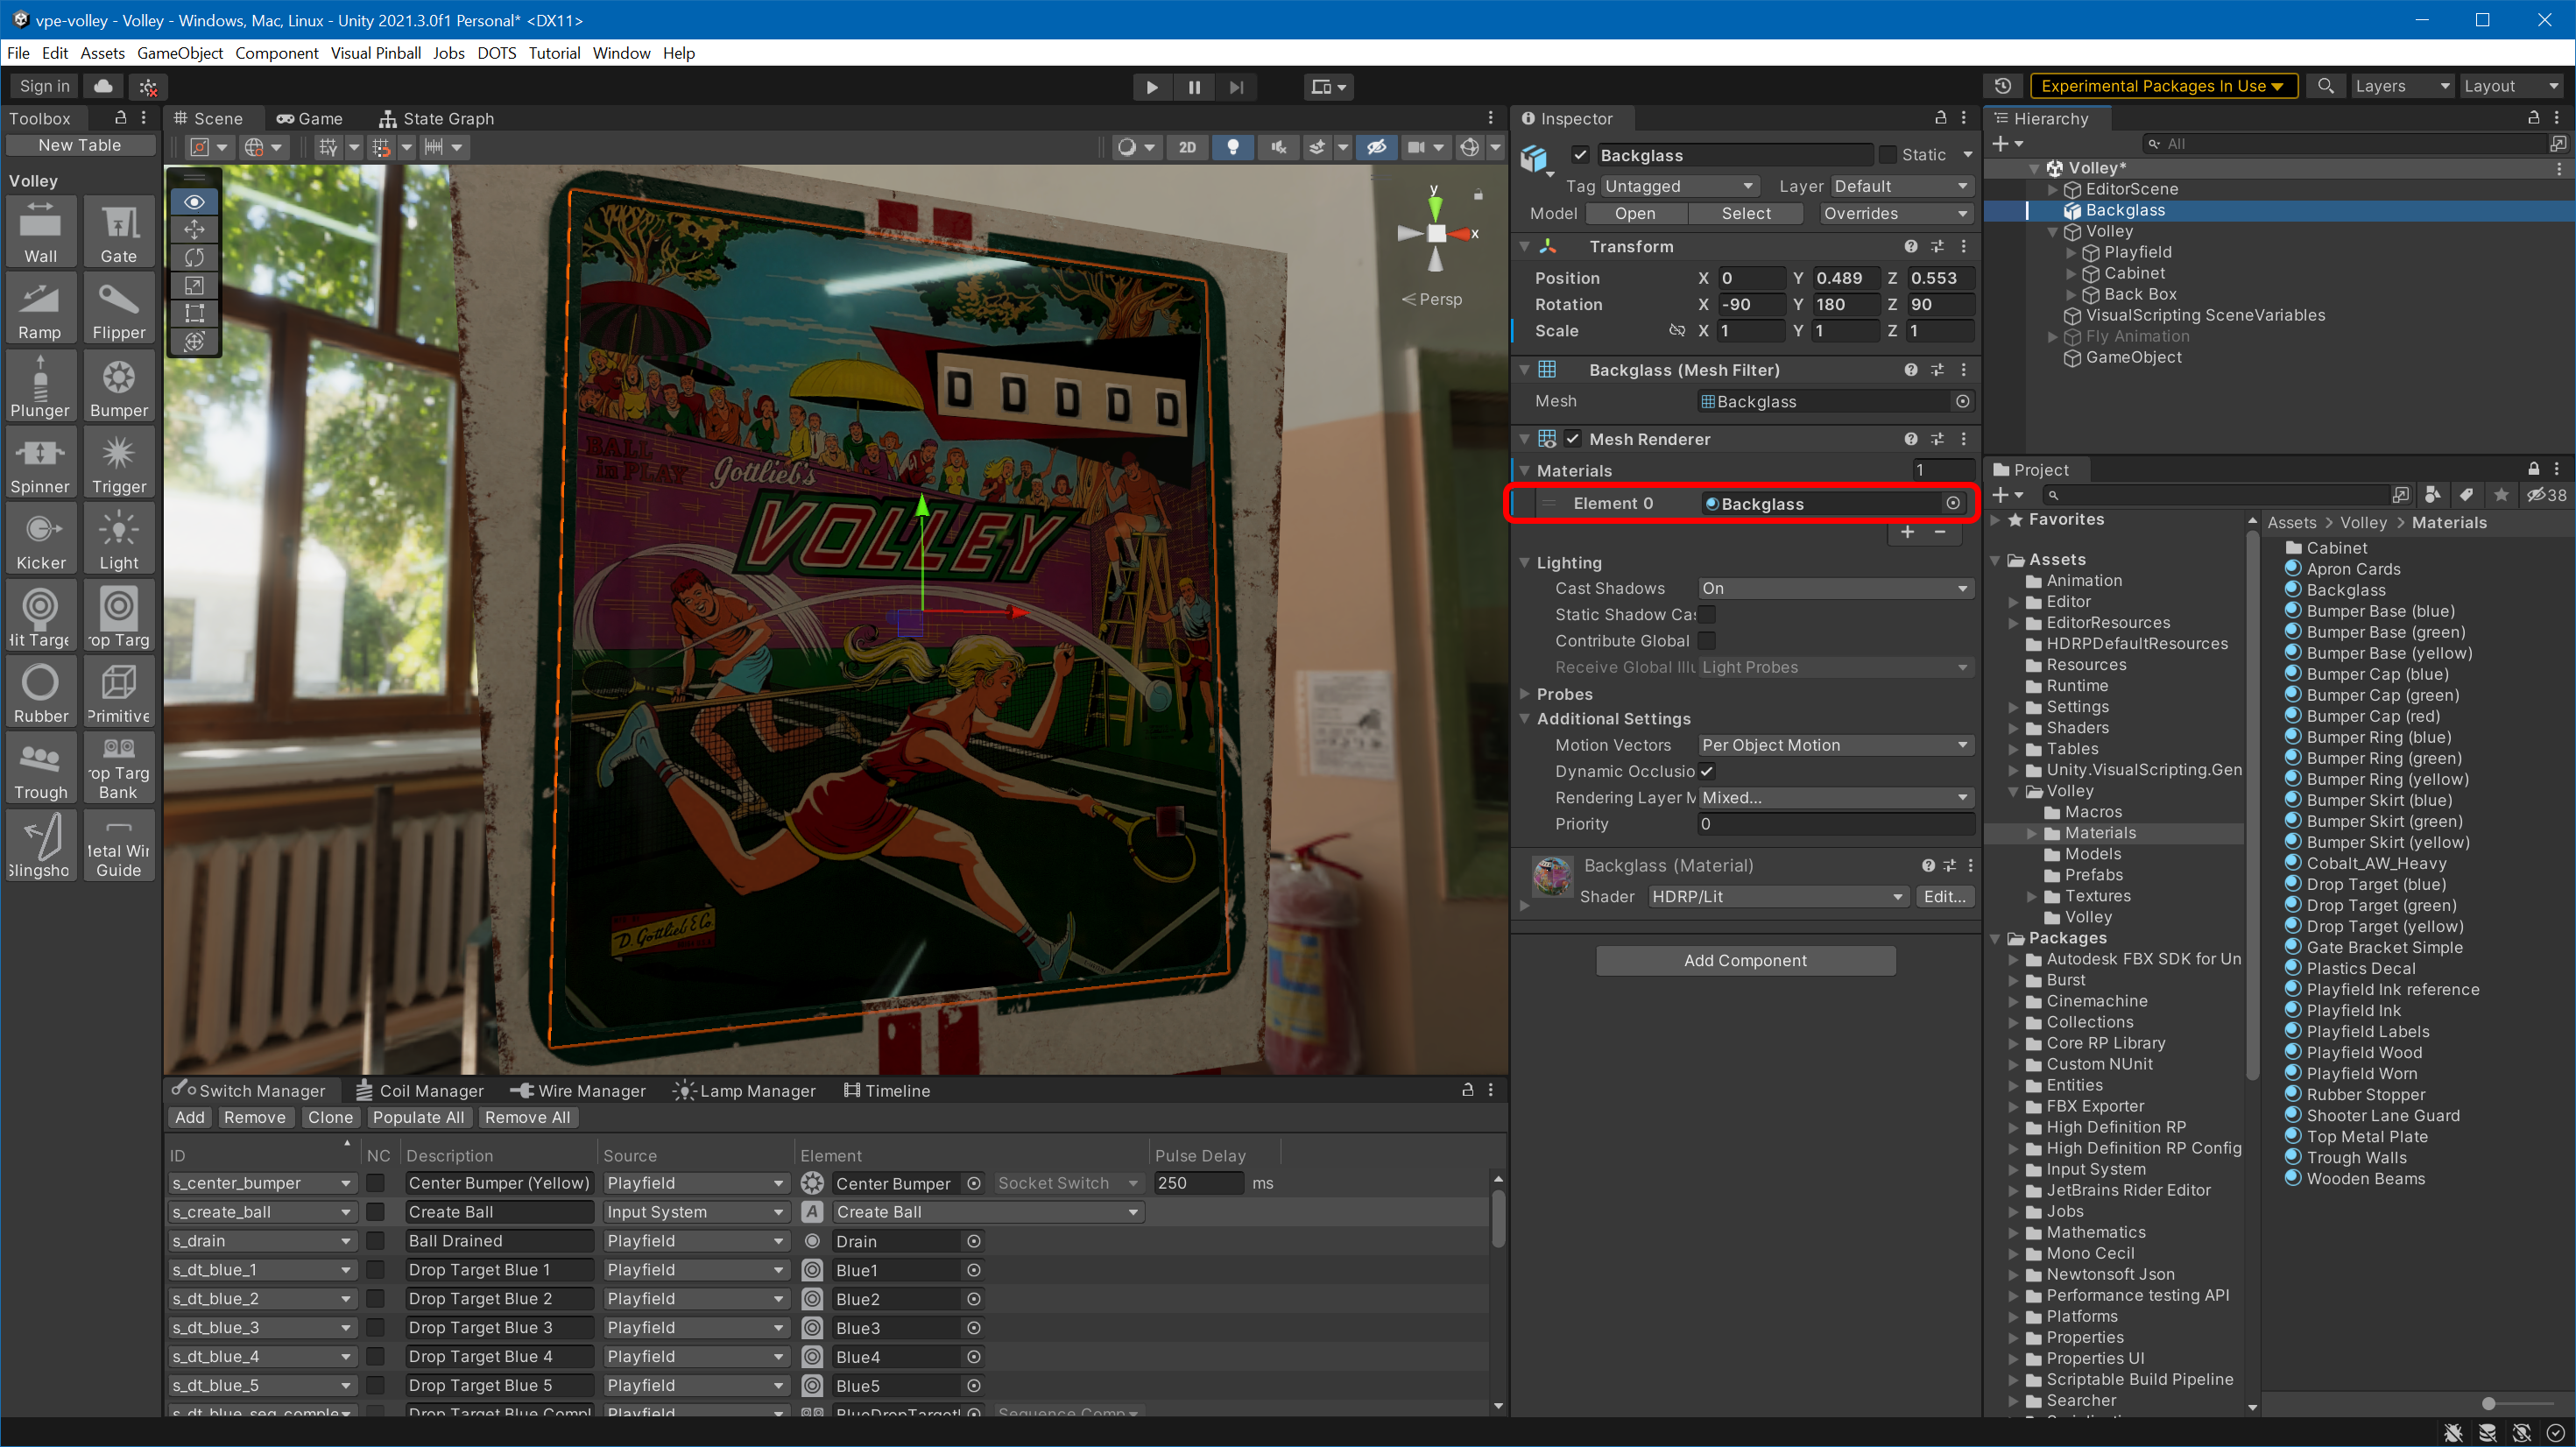 vpe-volley - Volley - Windows, Mac, Linux - Unity 2021.3.0f1 Personal* <DX11>
File Edit Assets GameObject Component Visual Pinball Jobs DOTS Tutorial Window Help
Sign in
Experimental Packages In Use
Layers
Layout
Toolbox
New Table
Volley
Wall
Gate
Ramp
Flipper
Plunger
Bumper
Spinner
Trigger
Kicker
Light
Hit Targe
rop Targ
Rubber
Primitive
Trough
rop Targ
Bank
Slingsho
Metal Wir
Guide
Scene
Game
State Graph
2D
y
x
Persp
0 0 0 0 0
BALL
in PLAY
Gottlieb's
VOLLEY
D. Gottlieb & Co.
Inspector
Backglass
Static
Tag Untagged
Layer Default
Model Open Select Overrides
Transform
Position X 0 Y 0.489 Z 0.553
Rotation X -90 Y 180 Z 90
Scale X 1 Y 1 Z 1
Backglass (Mesh Filter)
Mesh Backglass
Mesh Renderer
Materials 1
Element 0 Backglass
+ −
Lighting
Cast Shadows On
Static Shadow Cas
Contribute Global
Receive Global Illu Light Probes
Probes
Additional Settings
Motion Vectors Per Object Motion
Dynamic Occlusio
Rendering Layer M Mixed...
Priority 0
Backglass (Material)
Shader HDRP/Lit Edit...
Add Component
Hierarchy
All
Volley*
EditorScene
Backglass
Volley
Playfield
Cabinet
Back Box
VisualScripting SceneVariables
Fly Animation
GameObject
Project
38
Favorites
Assets
Animation
Editor
EditorResources
HDRPDefaultResources
Resources
Runtime
Settings
Shaders
Tables
Unity.VisualScripting.Gen
Volley
Macros
Materials
Models
Prefabs
Textures
Volley
Packages
Autodesk FBX SDK for Un
Burst
Cinemachine
Collections
Core RP Library
Custom NUnit
Entities
FBX Exporter
High Definition RP
High Definition RP Config
Input System
JetBrains Rider Editor
Jobs
Mathematics
Mono Cecil
Newtonsoft Json
Performance testing API
Platforms
Properties
Properties UI
Scriptable Build Pipeline
Searcher
Assets > Volley > Materials
Cabinet
Apron Cards
Backglass
Bumper Base (blue)
Bumper Base (green)
Bumper Base (yellow)
Bumper Cap (blue)
Bumper Cap (green)
Bumper Cap (red)
Bumper Ring (blue)
Bumper Ring (green)
Bumper Ring (yellow)
Bumper Skirt (blue)
Bumper Skirt (green)
Bumper Skirt (yellow)
Cobalt_AW_Heavy
Drop Target (blue)
Drop Target (green)
Drop Target (yellow)
Gate Bracket Simple
Plastics Decal
Playfield Ink reference
Playfield Ink
Playfield Labels
Playfield Wood
Playfield Worn
Rubber Stopper
Shooter Lane Guard
Top Metal Plate
Trough Walls
Wooden Beams
Switch Manager
Coil Manager
Wire Manager
Lamp Manager
Timeline
Add Remove Clone Populate All Remove All
ID NC Description Source Element Pulse Delay
s_center_bumper Center Bumper (Yellow) Playfield Center Bumper Socket Switch 250 ms
s_create_ball Create Ball Input System A Create Ball
s_drain Ball Drained Playfield Drain
s_dt_blue_1 Drop Target Blue 1 Playfield Blue1
s_dt_blue_2 Drop Target Blue 2 Playfield Blue2
s_dt_blue_3 Drop Target Blue 3 Playfield Blue3
s_dt_blue_4 Drop Target Blue 4 Playfield Blue4
s_dt_blue_5 Drop Target Blue 5 Playfield Blue5
s_dt_blue_seq_comple Drop Target Blue Compl Playfield BlueDropTarget Sequence Comp